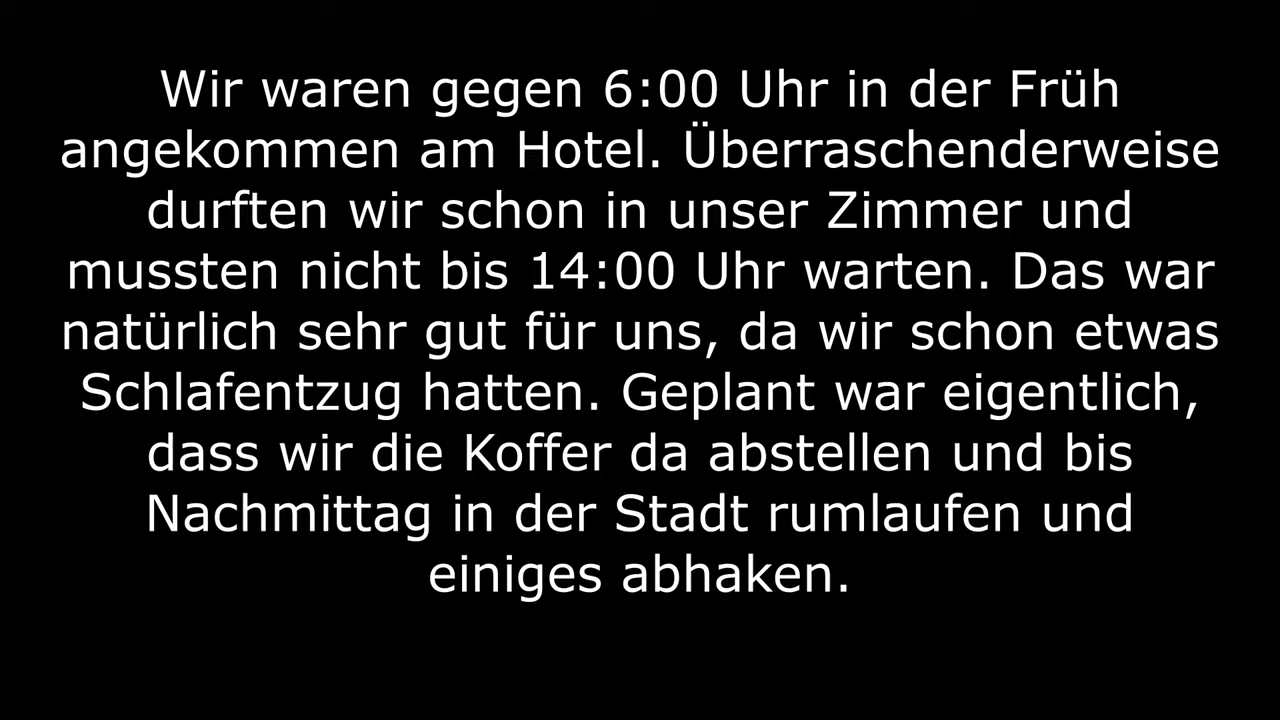 Wir waren gegen 6:00 Uhr in der Früh
angekommen am Hotel. Überraschenderweise
durften wir schon in unser Zimmer und
mussten nicht bis 14:00 Uhr warten. Das war
natürlich sehr gut für uns, da wir schon etwas
Schlafentzug hatten. Geplant war eigentlich,
dass wir die Koffer da abstellen und bis
Nachmittag in der Stadt rumlaufen und
einiges abhaken.